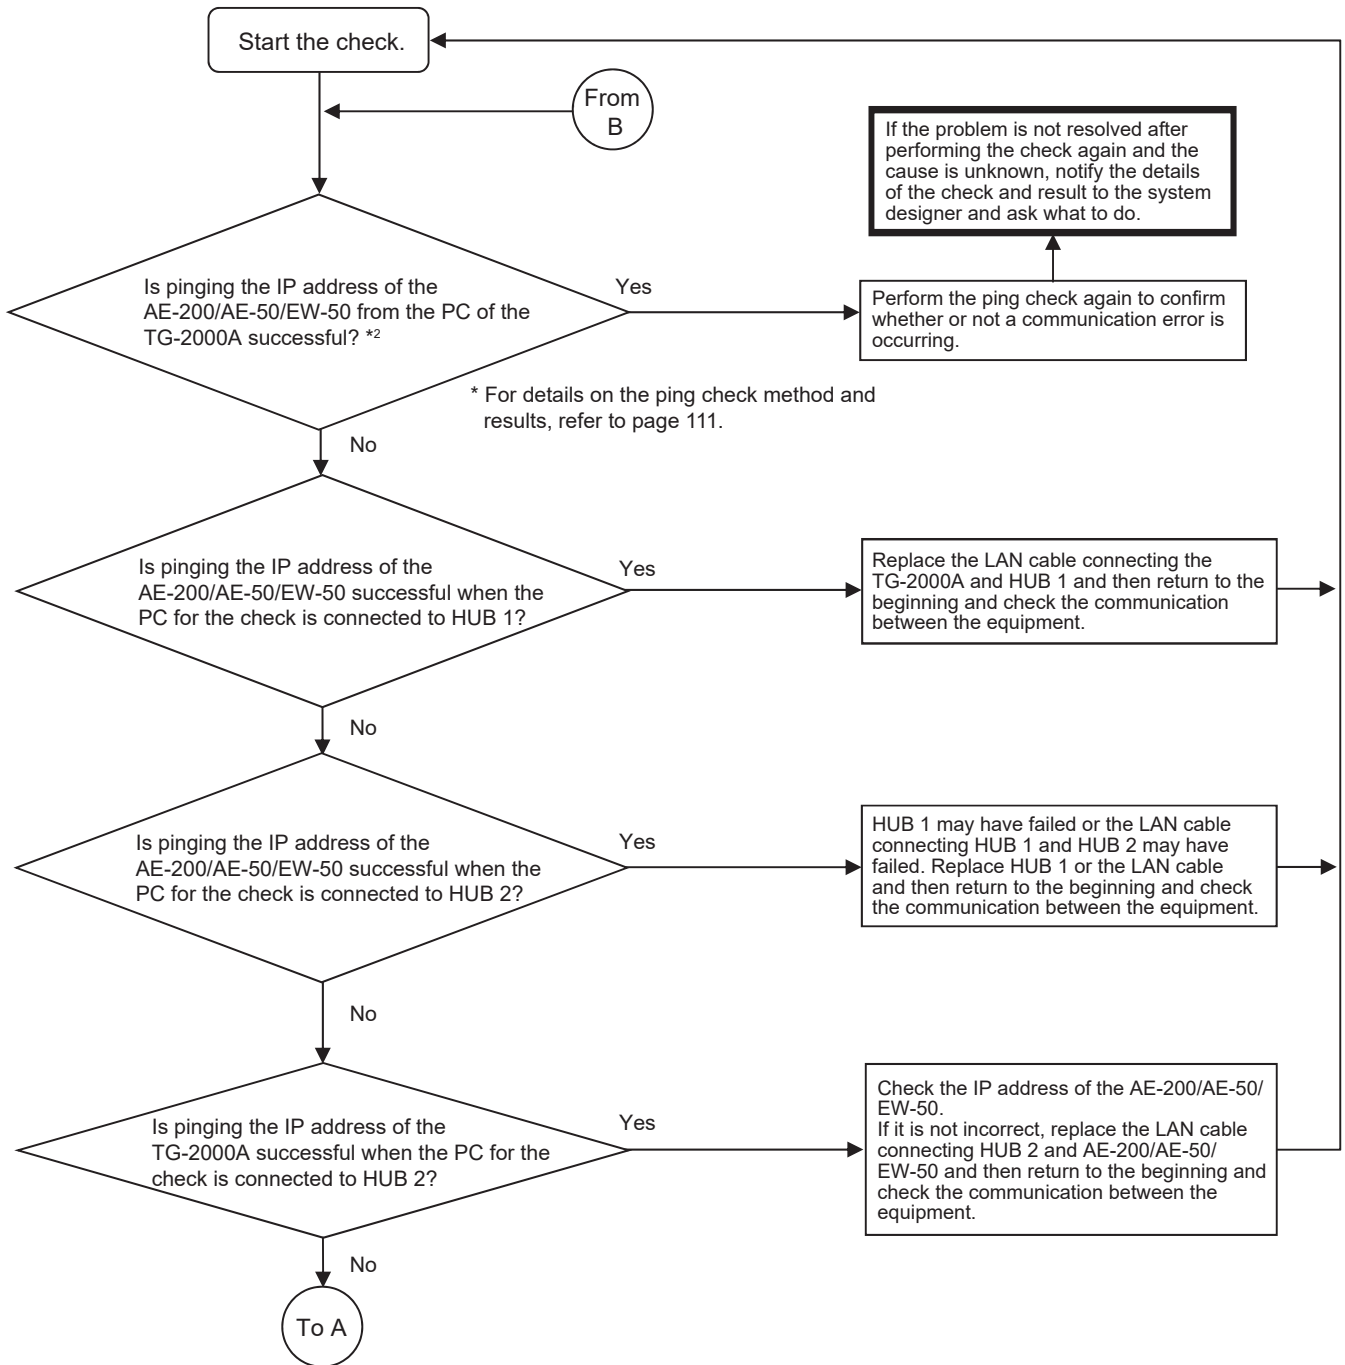 Start the check.
From
B
If the problem is not resolved after
performing the check again and the
cause is unknown, notify the details
of the check and result to the system
designer and ask what to do.
Is pinging the IP address of the
AE-200/AE-50/EW-50 from the PC of the
TG-2000A successful? *2
Yes
Perform the ping check again to confirm
whether or not a communication error is
occurring.
* For details on the ping check method and
results, refer to page 111.
No
Is pinging the IP address of the
AE-200/AE-50/EW-50 successful when the
PC for the check is connected to HUB 1?
Yes
Replace the LAN cable connecting the
TG-2000A and HUB 1 and then return to the
beginning and check the communication
between the equipment.
No
Is pinging the IP address of the
AE-200/AE-50/EW-50 successful when the
PC for the check is connected to HUB 2?
Yes
HUB 1 may have failed or the LAN cable
connecting HUB 1 and HUB 2 may have
failed. Replace HUB 1 or the LAN cable
and then return to the beginning and check
the communication between the equipment.
No
Is pinging the IP address of the
TG-2000A successful when the PC for the
check is connected to HUB 2?
Yes
Check the IP address of the AE-200/AE-50/
EW-50.
If it is not incorrect, replace the LAN cable
connecting HUB 2 and AE-200/AE-50/
EW-50 and then return to the beginning and
check the communication between the
equipment.
No
To A